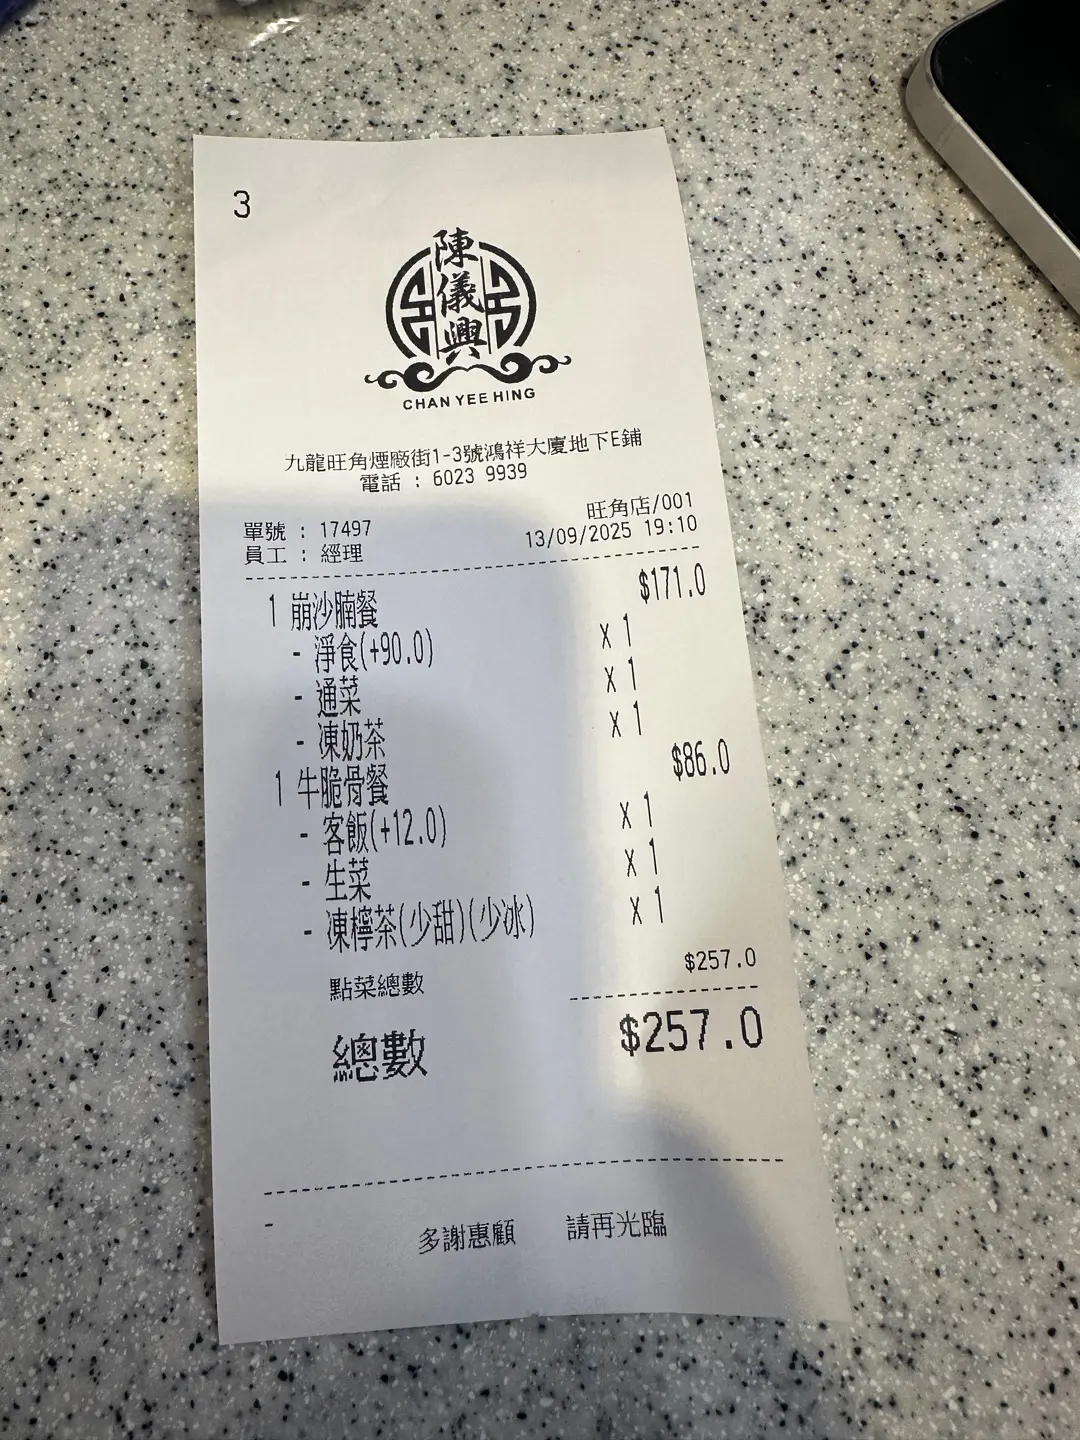 3
陳儀興
CHAN YEE HING
九龍旺角煙廠街1-3號鴻祥大廈地下E鋪
電話 : 6023 9939
旺角店/001
單號 : 17497
13/09/2025 19:10
員工 : 經理
1 崩沙腩餐 $171.0
- 淨食(+90.0) x 1
- 通菜 x 1
- 凍奶茶 x 1
1 牛脆骨餐 $86.0
- 客飯(+12.0) x 1
- 生菜 x 1
- 凍檸茶(少甜)(少冰) x 1
點菜總數 $257.0
總數 $257.0
-
多謝惠顧 請再光臨